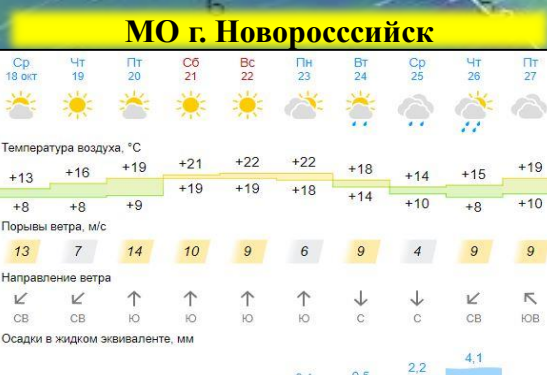 МО г. Новоросссийск
Ср Чт Пт Сб Вс Пн Вт Ср Чт Пт
18 окт 19 20 21 22 23 24 25 26 27
Температура воздуха, °C
+13 +16 +19 +21 +22 +22 +18 +14 +15 +19
+8 +8 +9 +19 +19 +18 +14 +10 +8 +10
Порывы ветра, м/с
13 7 14 10 9 6 9 4 9 9
Направление ветра
СВ СВ Ю Ю Ю Ю С С СВ ЮВ
Осадки в жидком эквиваленте, мм
2,2 4,1